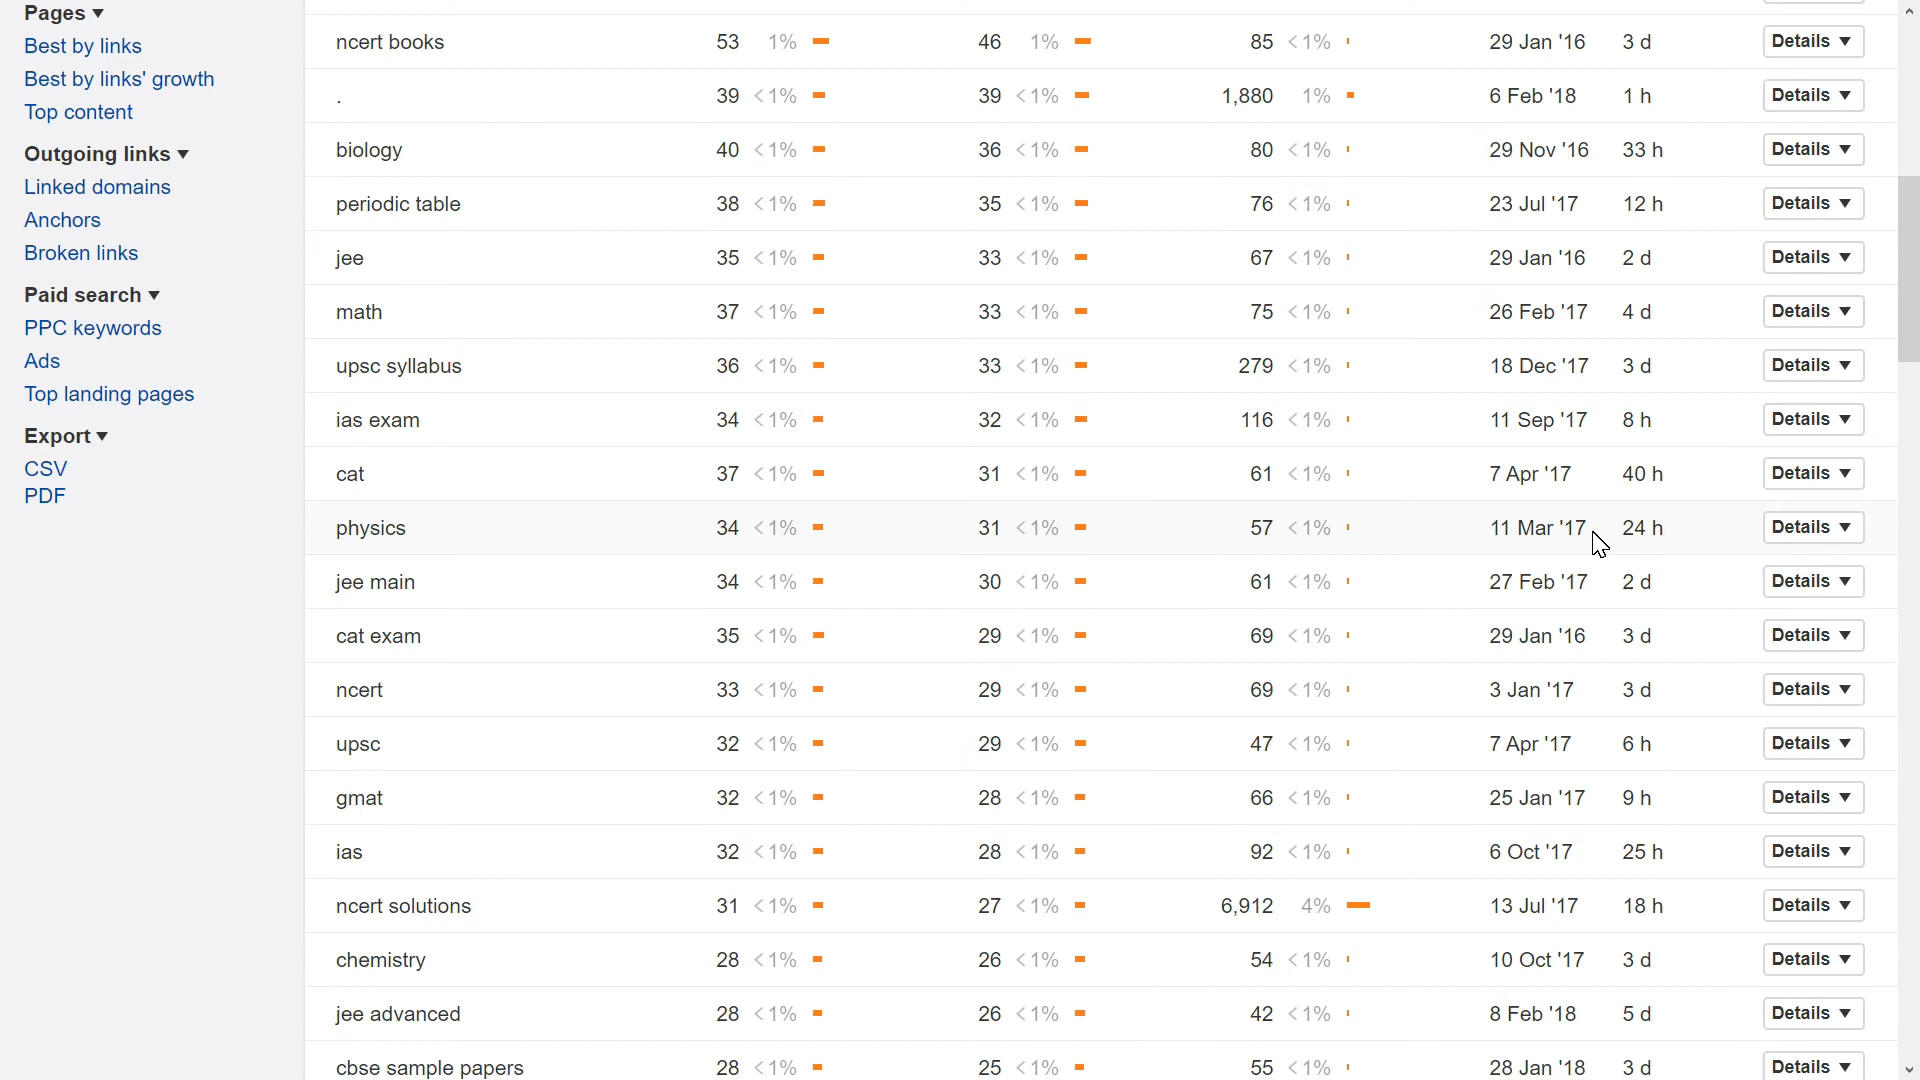 Pages ▼
Best by links
Best by links' growth
Top content
Outgoing links ▼
Linked domains
Anchors
Broken links
Paid search ▼
PPC keywords
Ads
Top landing pages
Export ▼
CSV
PDF
ncert books 53 1% 46 1% 85 <1% 29 Jan '16 3 d Details ▼
. 39 <1% 39 <1% 1,880 1% 6 Feb '18 1 h Details ▼
biology 40 <1% 36 <1% 80 <1% 29 Nov '16 33 h Details ▼
periodic table 38 <1% 35 <1% 76 <1% 23 Jul '17 12 h Details ▼
jee 35 <1% 33 <1% 67 <1% 29 Jan '16 2 d Details ▼
math 37 <1% 33 <1% 75 <1% 26 Feb '17 4 d Details ▼
upsc syllabus 36 <1% 33 <1% 279 <1% 18 Dec '17 3 d Details ▼
ias exam 34 <1% 32 <1% 116 <1% 11 Sep '17 8 h Details ▼
cat 37 <1% 31 <1% 61 <1% 7 Apr '17 40 h Details ▼
physics 34 <1% 31 <1% 57 <1% 11 Mar '17 24 h Details ▼
jee main 34 <1% 30 <1% 61 <1% 27 Feb '17 2 d Details ▼
cat exam 35 <1% 29 <1% 69 <1% 29 Jan '16 3 d Details ▼
ncert 33 <1% 29 <1% 69 <1% 3 Jan '17 3 d Details ▼
upsc 32 <1% 29 <1% 47 <1% 7 Apr '17 6 h Details ▼
gmat 32 <1% 28 <1% 66 <1% 25 Jan '17 9 h Details ▼
ias 32 <1% 28 <1% 92 <1% 6 Oct '17 25 h Details ▼
ncert solutions 31 <1% 27 <1% 6,912 4% 13 Jul '17 18 h Details ▼
chemistry 28 <1% 26 <1% 54 <1% 10 Oct '17 3 d Details ▼
jee advanced 28 <1% 26 <1% 42 <1% 8 Feb '18 5 d Details ▼
cbse sample papers 28 <1% 25 <1% 55 <1% 28 Jan '18 3 d Details ▼